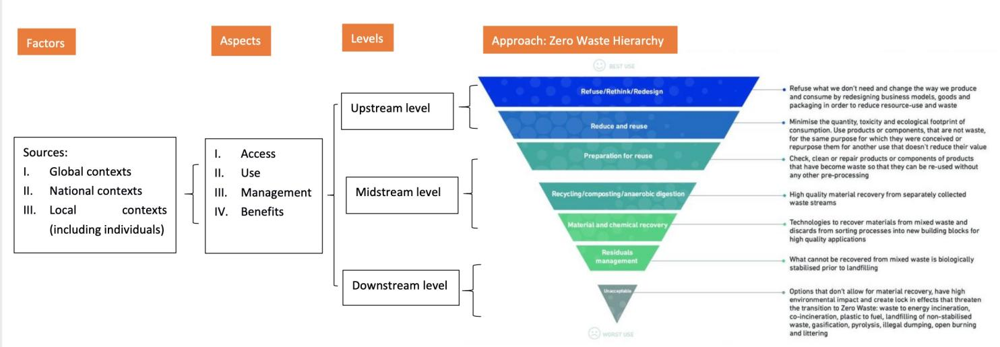 Factors
Aspects
Levels
Approach: Zero Waste Hierarchy
Sources:
I. Global contexts
II. National contexts
III. Local contexts
(including individuals)
I. Access
II. Use
III. Management
IV. Benefits
Upstream level
Midstream level
Downstream level
BEST USE
Refuse/Rethink/Redesign
Refuse what we don't need and change the way we produce
and consume by redesigning business models, goods and
packaging in order to reduce resource-use and waste
Reduce and reuse
Minimise the quantity, toxicity and ecological footprint of
consumption. Use products or components, that are not waste,
for the same purpose for which they were conceived or
repurpose them for another use that doesn't reduce their value
Preparation for reuse
Check, clean or repair products or components of products
that have become waste so that they can be re-used without
any other pre-processing
Recycling/composting/anaerobic digestion
High quality material recovery from separately collected
waste streams
Material and chemical recovery
Technologies to recover materials from mixed waste and
discards from sorting processes into new building blocks for
high quality applications
Residuals
management
What cannot be recovered from mixed waste is biologically
stabilised prior to landfilling
Unacceptable
Options that don't allow for material recovery, have high
environmental impact and create lock in effects that threaten
the transition to Zero Waste: waste to energy incineration,
co-incineration, plastic to fuel, landfilling of non-stabilised
waste, gasification, pyrolysis, illegal dumping, open burning
and littering
WORST USE